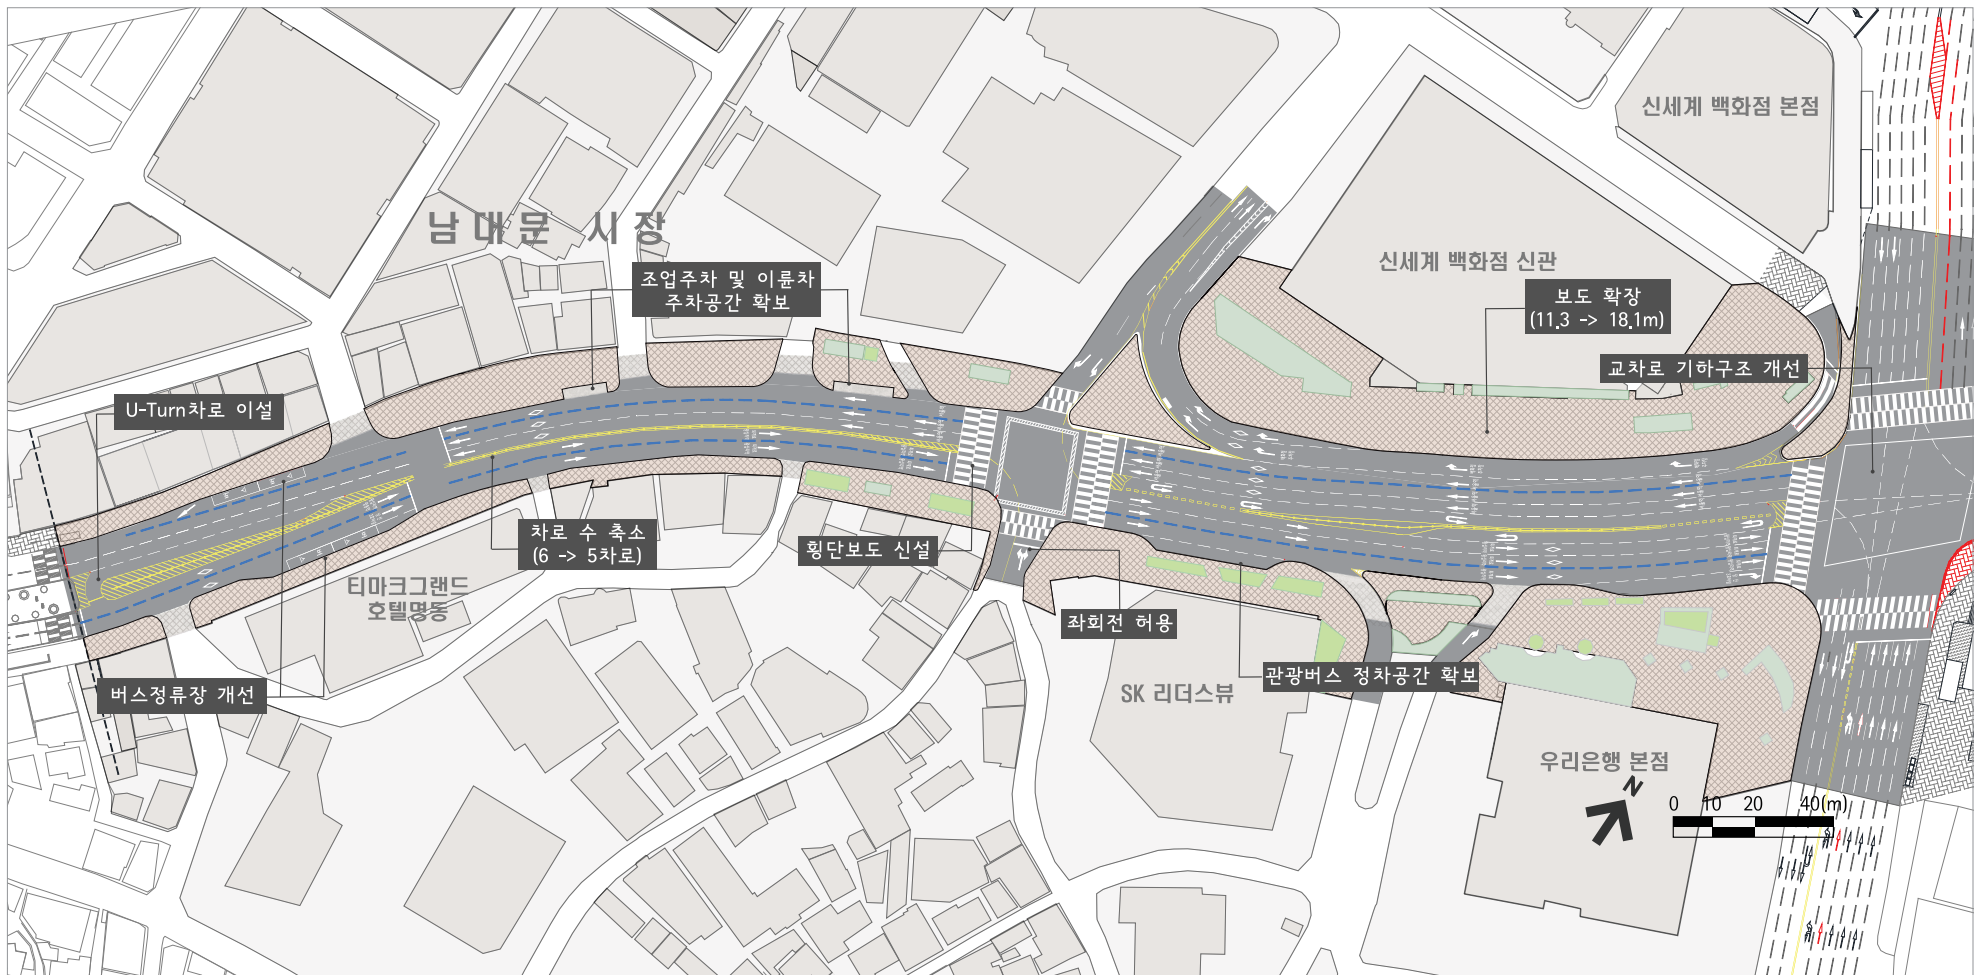 신세계 백화점 본점
남대문 시장
신세계 백화점 신관
조업주차 및 이륜차
주차공간 확보
보도 확장
(11.3 -> 18.1m)
교차로 기하구조 개선
U-Turn차로 이설
차로 수 축소
(6 -> 5차로)
횡단보도 신설
티마크그랜드
호텔명동
좌회전 허용
관광버스 정차공간 확보
버스정류장 개선
SK 리더스뷰
우리은행 본점
N
0 10 20 40(m)